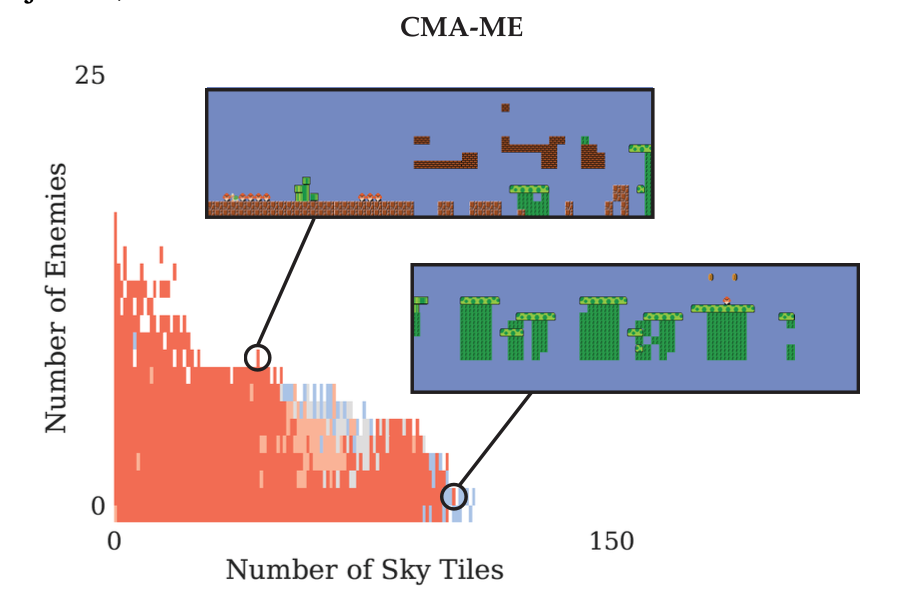 CMA-ME
25
Number of Enemies
0
0
150
Number of Sky Tiles